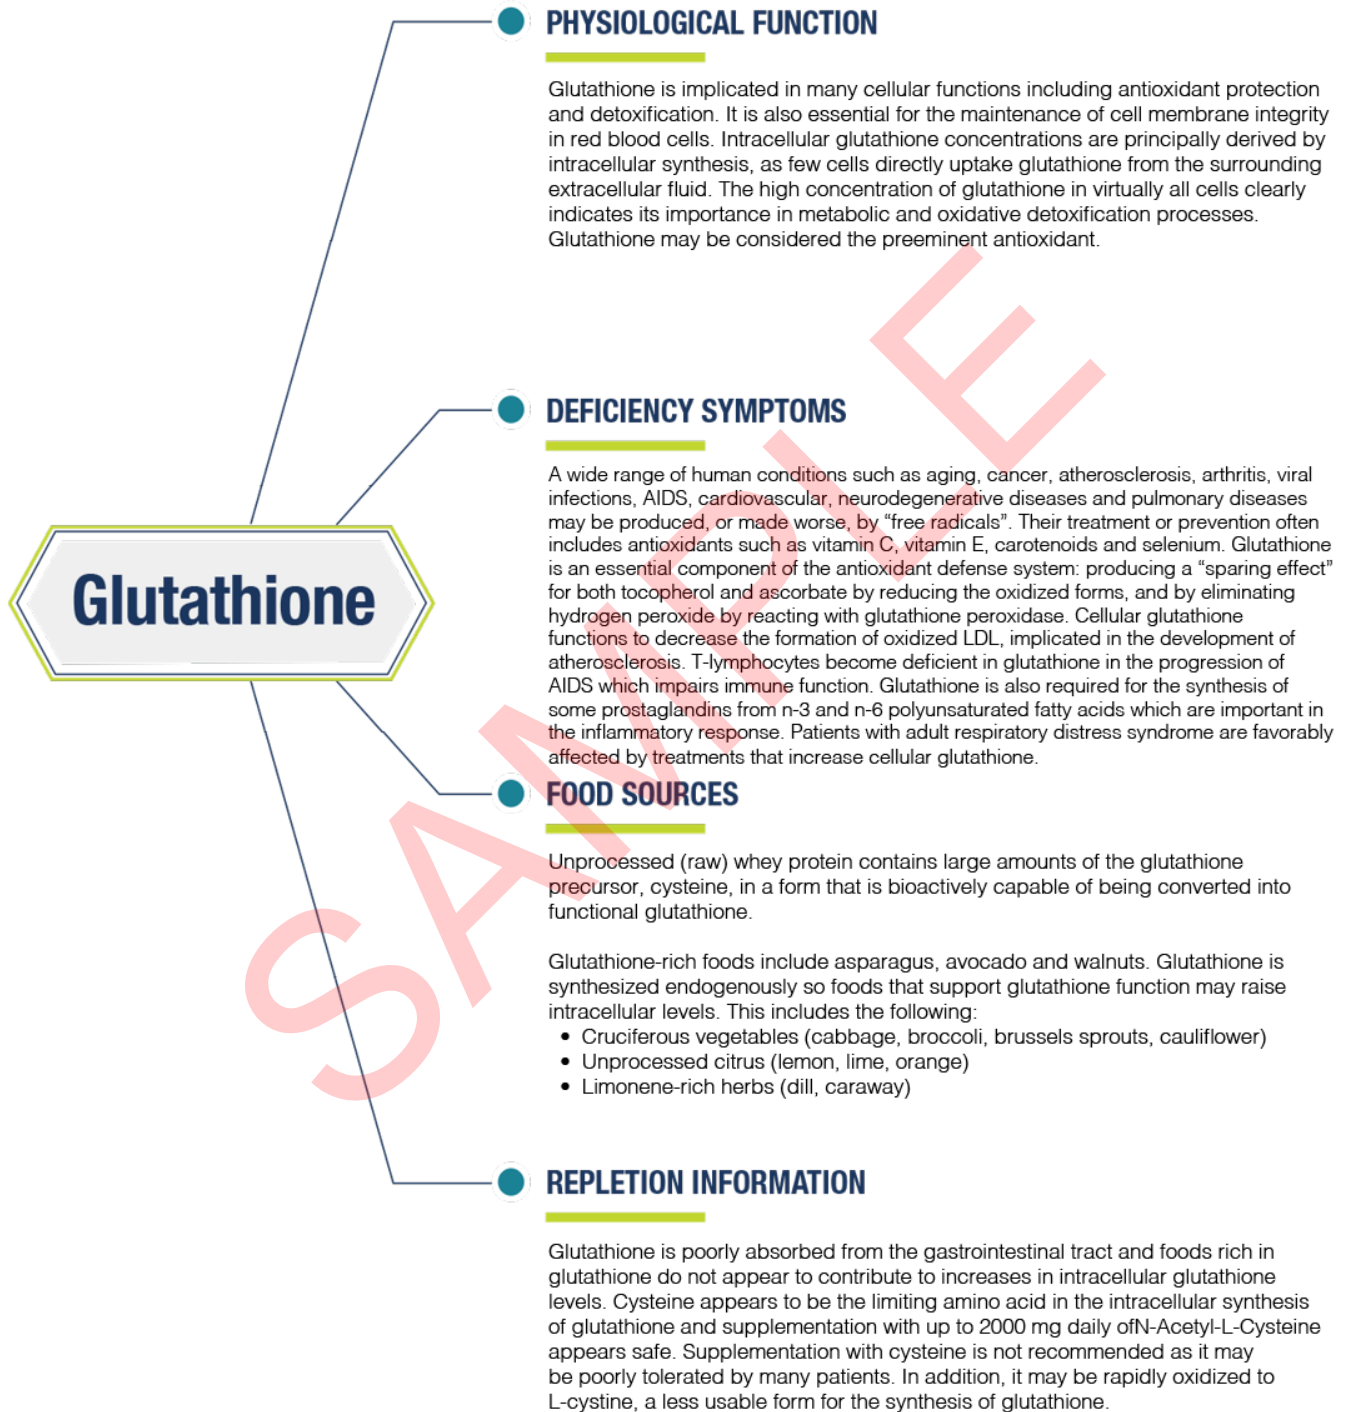 PHYSIOLOGICAL FUNCTION
Glutathione is implicated in many cellular functions including antioxidant protection
and detoxification. It is also essential for the maintenance of cell membrane integrity
in red blood cells. Intracellular glutathione concentrations are principally derived by
intracellular synthesis, as few cells directly uptake glutathione from the surrounding
extracellular fluid. The high concentration of glutathione in virtually all cells clearly
indicates its importance in metabolic and oxidative detoxification processes.
Glutathione may be considered the preeminent antioxidant.
DEFICIENCY SYMPTOMS
A wide range of human conditions such as aging, cancer, atherosclerosis, arthritis, viral
infections, AIDS, cardiovascular, neurodegenerative diseases and pulmonary diseases
may be produced, or made worse, by “free radicals”. Their treatment or prevention often
includes antioxidants such as vitamin C, vitamin E, carotenoids and selenium. Glutathione
is an essential component of the antioxidant defense system: producing a “sparing effect”
for both tocopherol and ascorbate by reducing the oxidized forms, and by eliminating
hydrogen peroxide by reacting with glutathione peroxidase. Cellular glutathione
functions to decrease the formation of oxidized LDL, implicated in the development of
atherosclerosis. T-lymphocytes become deficient in glutathione in the progression of
AIDS which impairs immune function. Glutathione is also required for the synthesis of
some prostaglandins from n-3 and n-6 polyunsaturated fatty acids which are important in
the inflammatory response. Patients with adult respiratory distress syndrome are favorably
affected by treatments that increase cellular glutathione.
Glutathione
FOOD SOURCES
Unprocessed (raw) whey protein contains large amounts of the glutathione
precursor, cysteine, in a form that is bioactively capable of being converted into
functional glutathione.
Glutathione-rich foods include asparagus, avocado and walnuts. Glutathione is
synthesized endogenously so foods that support glutathione function may raise
intracellular levels. This includes the following:
• Cruciferous vegetables (cabbage, broccoli, brussels sprouts, cauliflower)
• Unprocessed citrus (lemon, lime, orange)
• Limonene-rich herbs (dill, caraway)
REPLETION INFORMATION
Glutathione is poorly absorbed from the gastrointestinal tract and foods rich in
glutathione do not appear to contribute to increases in intracellular glutathione
levels. Cysteine appears to be the limiting amino acid in the intracellular synthesis
of glutathione and supplementation with up to 2000 mg daily ofN-Acetyl-L-Cysteine
appears safe. Supplementation with cysteine is not recommended as it may
be poorly tolerated by many patients. In addition, it may be rapidly oxidized to
L-cystine, a less usable form for the synthesis of glutathione.
SAMPLE